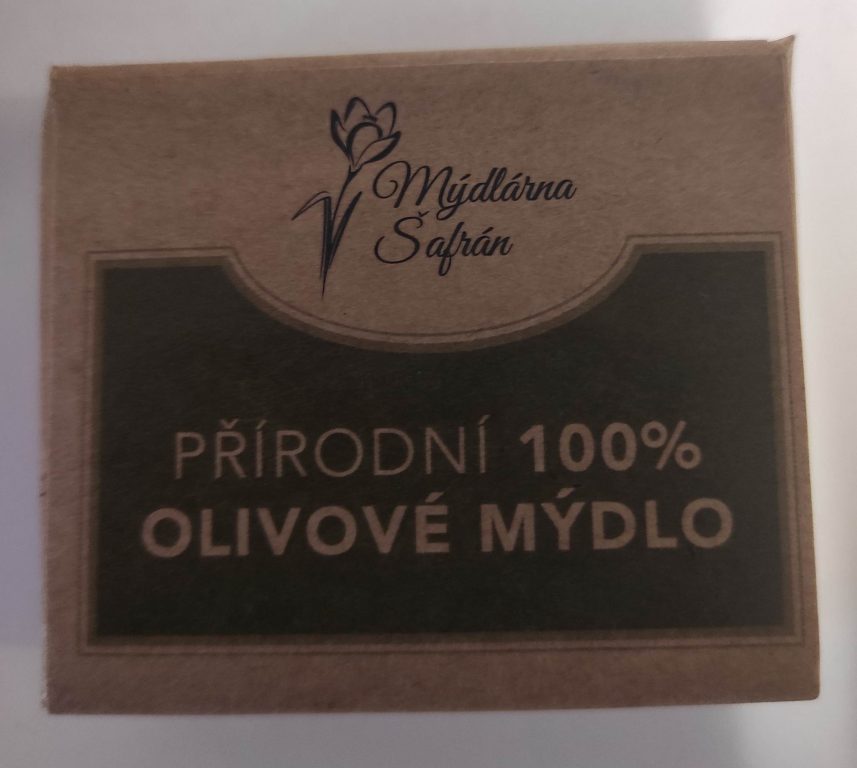 Mýdlárna
Šafrán
PŘÍRODNÍ 100%
OLIVOVÉ MÝDLO